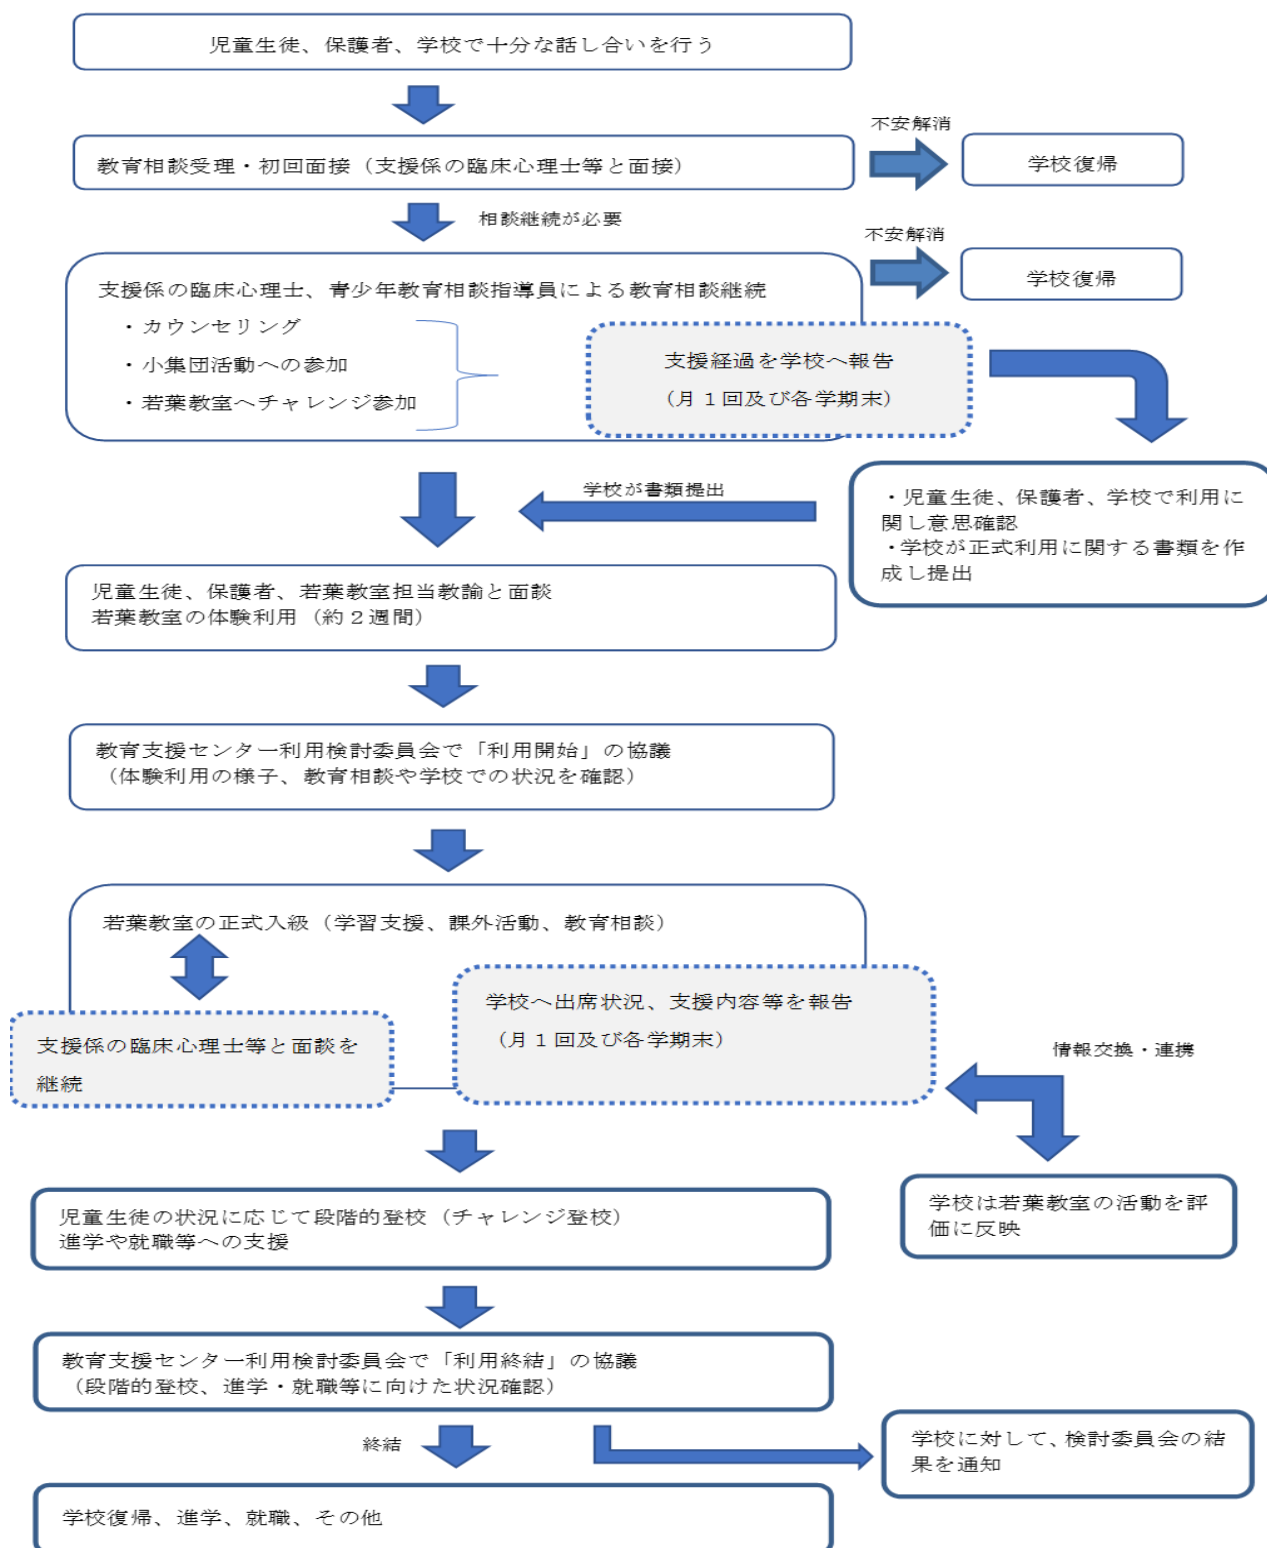 児童生徒、保護者、学校で十分な話し合いを行う
不安解消
教育相談受理・初回面接（支援係の臨床心理士等と面接）
学校復帰
相談継続が必要
不安解消
学校復帰
支援係の臨床心理士、青少年教育相談指導員による教育相談継続
・カウンセリング
・小集団活動への参加
・若葉教室へチャレンジ参加
支援経過を学校へ報告
（月１回及び各学期末）
学校が書類提出
・児童生徒、保護者、学校で利用に
関し意思確認
・学校が正式利用に関する書類を作
成し提出
児童生徒、保護者、若葉教室担当教諭と面談
若葉教室の体験利用（約２週間）
教育支援センター利用検討委員会で「利用開始」の協議
（体験利用の様子、教育相談や学校での状況を確認）
若葉教室の正式入級（学習支援、課外活動、教育相談）
学校へ出席状況、支援内容等を報告
（月１回及び各学期末）
支援係の臨床心理士等と面談を
継続
情報交換・連携
学校は若葉教室の活動を評
価に反映
児童生徒の状況に応じて段階的登校（チャレンジ登校）
進学や就職等への支援
教育支援センター利用検討委員会で「利用終結」の協議
（段階的登校、進学・就職等に向けた状況確認）
終結
学校に対して、検討委員会の結
果を通知
学校復帰、進学、就職、その他